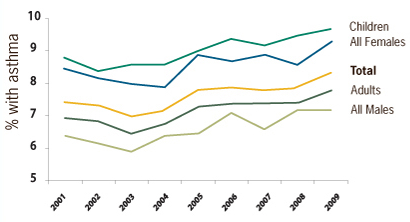 10
9
8
7
6
5
% with asthma
Children
All Females
Total
Adults
All Males
2001
2002
2003
2004
2005
2006
2007
2008
2009